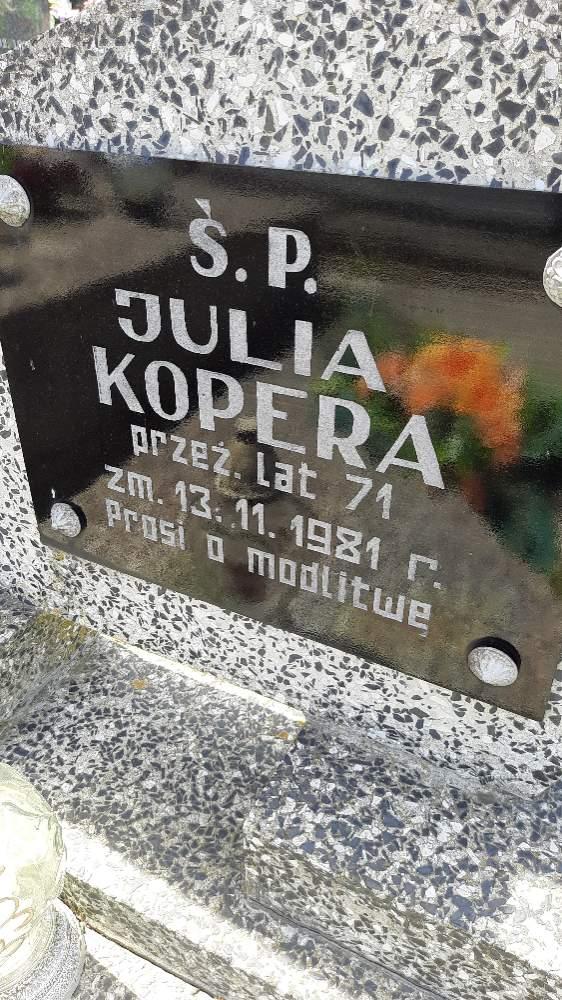 Ś. P.
JULIA
KOPERA
przeż. lat 71
zm. 13. 11. 1981 r.
prosi o modlitwę